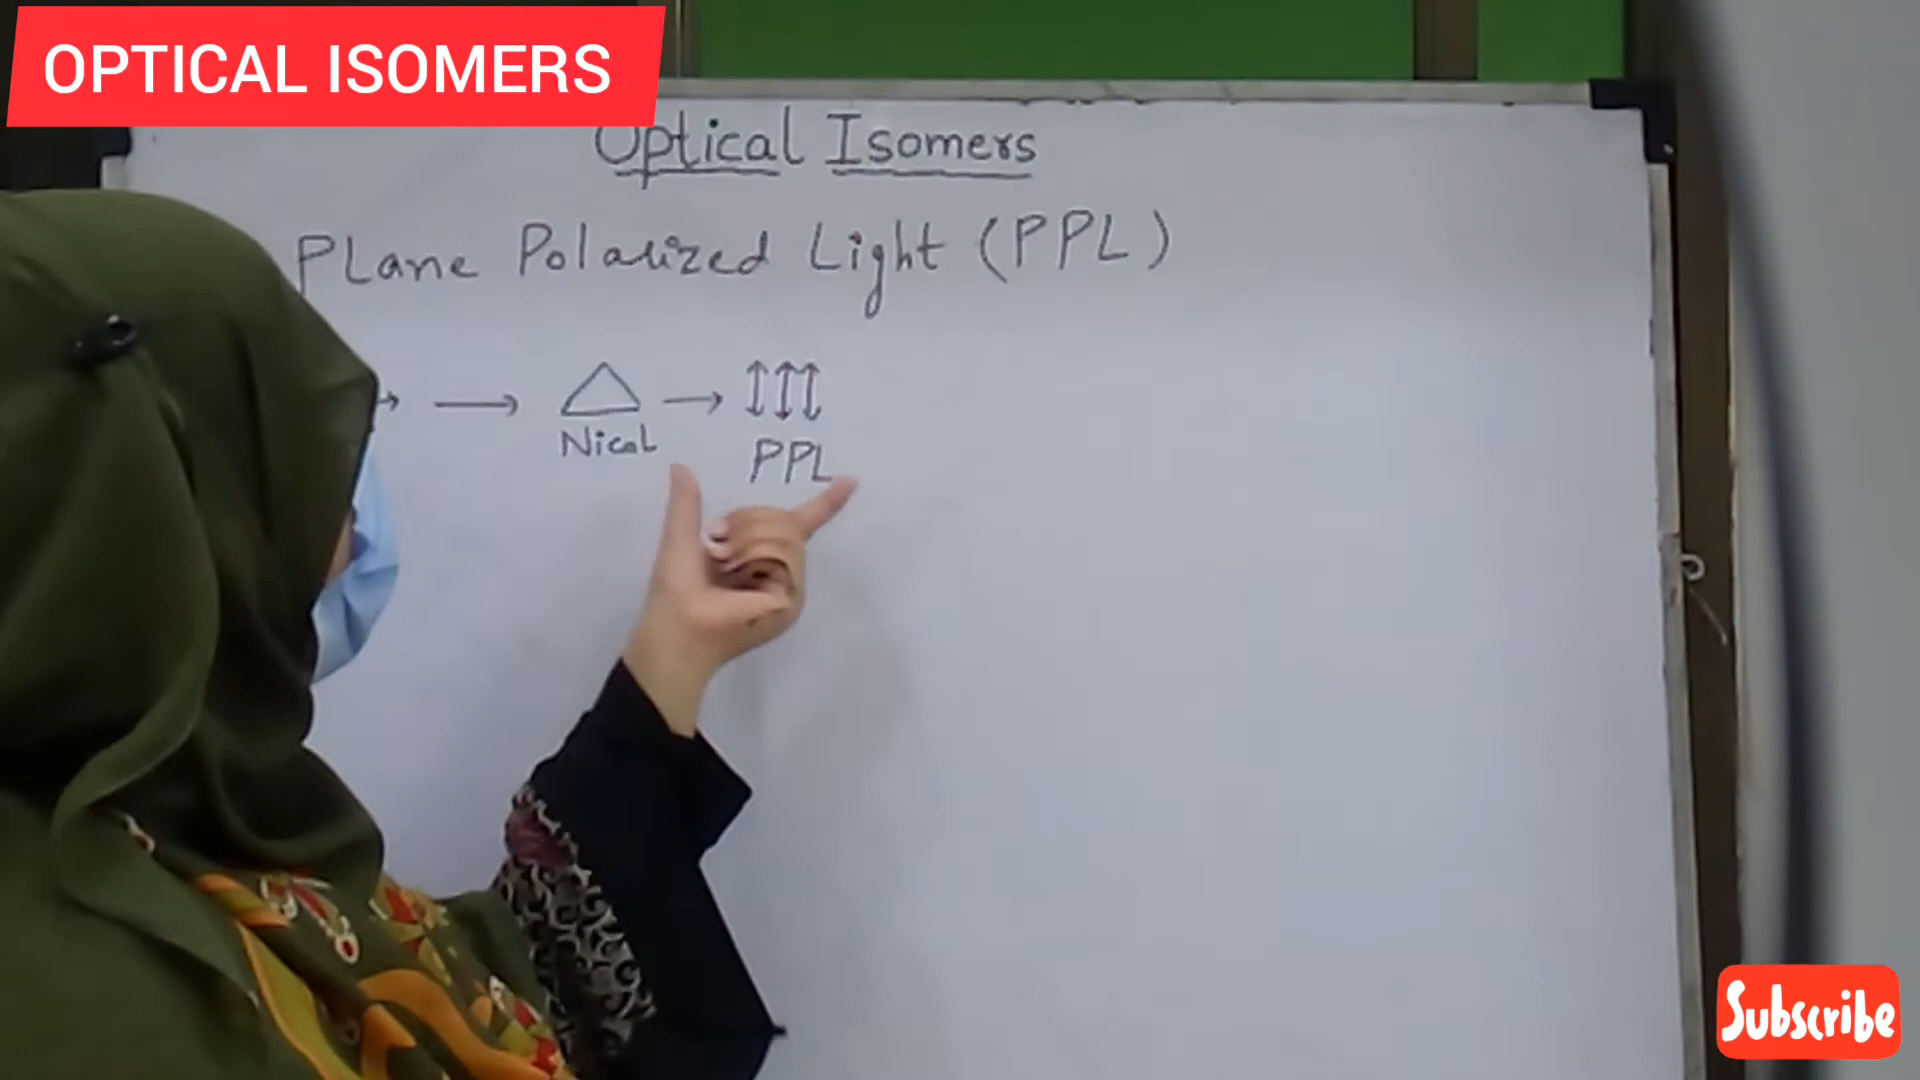 OPTICAL ISOMERS
Optical Isomers
Plane Polarized Light (PPL)
Nicol
PPL
Subscribe